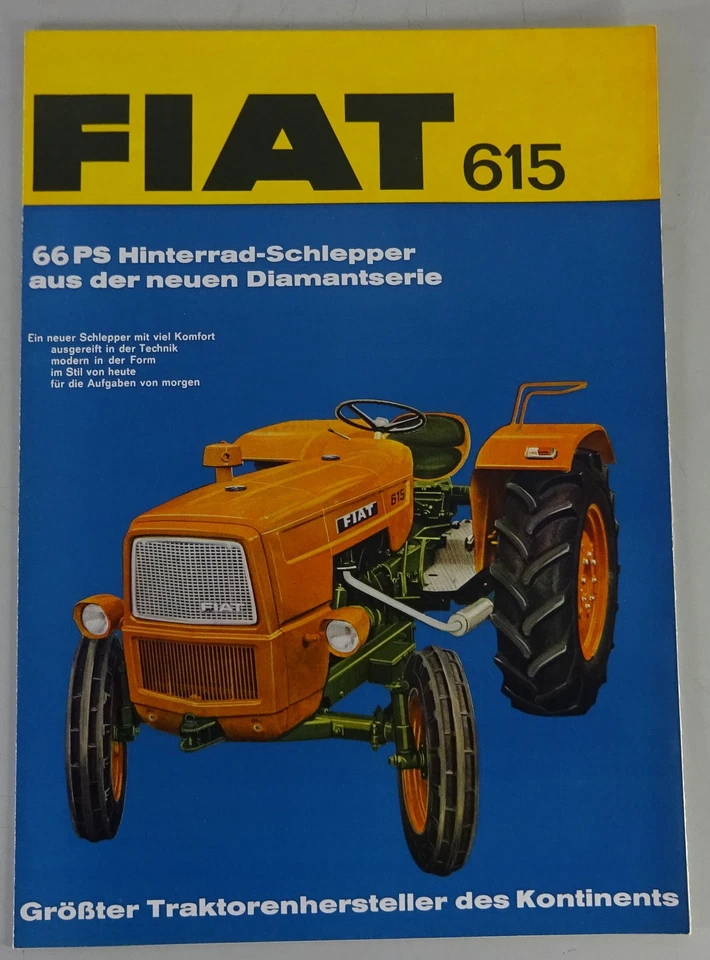 FIAT 615
66 PS Hinterrad-Schlepper
aus der neuen Diamantserie
Ein neuer Schlepper mit viel Komfort
ausgereift in der Technik
modern in der Form
im Stil von heute
für die Aufgaben von morgen
615
FIAT
FIAT
Größter Traktorenhersteller des Kontinents